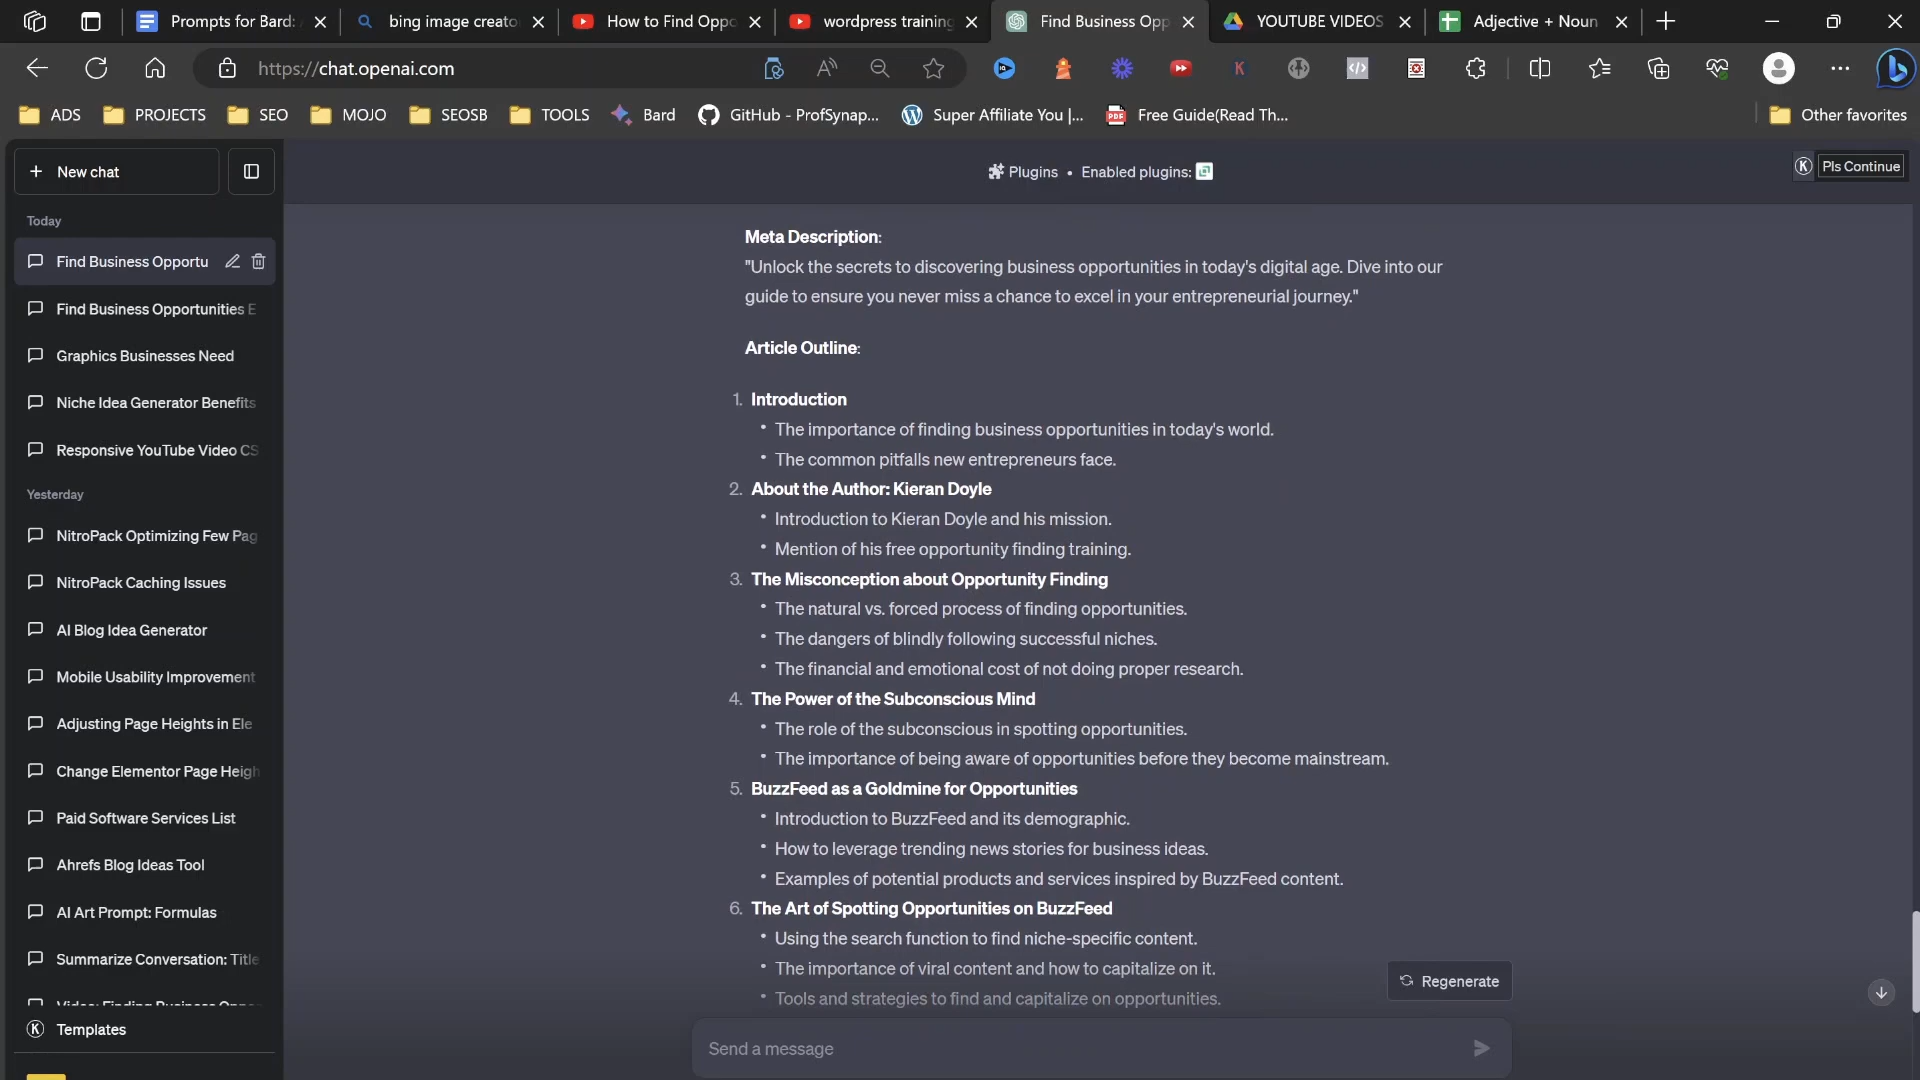 Prompts for Bard:
bing image creato
How to Find Oppo
wordpress training
Find Business Opp
YOUTUBE VIDEOS
Adjective + Noun
https://chat.openai.com
ADS
PROJECTS
SEO
MOJO
SEOSB
TOOLS
Bard
GitHub - ProfSynap...
Super Affiliate You |...
Free Guide(Read Th...
Other favorites
New chat
Plugins • Enabled plugins:
Pls Continue
Today
Find Business Opportu
Find Business Opportunities E
Graphics Businesses Need
Niche Idea Generator Benefits
Responsive YouTube Video CS
Yesterday
NitroPack Optimizing Few Pag
NitroPack Caching Issues
AI Blog Idea Generator
Mobile Usability Improvement
Adjusting Page Heights in Ele
Change Elementor Page Heigh
Paid Software Services List
Ahrefs Blog Ideas Tool
AI Art Prompt: Formulas
Summarize Conversation: Title
Video: Finding Business Oppo
Templates
Meta Description:
"Unlock the secrets to discovering business opportunities in today's digital age. Dive into our
guide to ensure you never miss a chance to excel in your entrepreneurial journey."
Article Outline:
1. Introduction
• The importance of finding business opportunities in today's world.
• The common pitfalls new entrepreneurs face.
2. About the Author: Kieran Doyle
• Introduction to Kieran Doyle and his mission.
• Mention of his free opportunity finding training.
3. The Misconception about Opportunity Finding
• The natural vs. forced process of finding opportunities.
• The dangers of blindly following successful niches.
• The financial and emotional cost of not doing proper research.
4. The Power of the Subconscious Mind
• The role of the subconscious in spotting opportunities.
• The importance of being aware of opportunities before they become mainstream.
5. BuzzFeed as a Goldmine for Opportunities
• Introduction to BuzzFeed and its demographic.
• How to leverage trending news stories for business ideas.
• Examples of potential products and services inspired by BuzzFeed content.
6. The Art of Spotting Opportunities on BuzzFeed
• Using the search function to find niche-specific content.
• The importance of viral content and how to capitalize on it.
• Tools and strategies to find and capitalize on opportunities.
Regenerate
Send a message